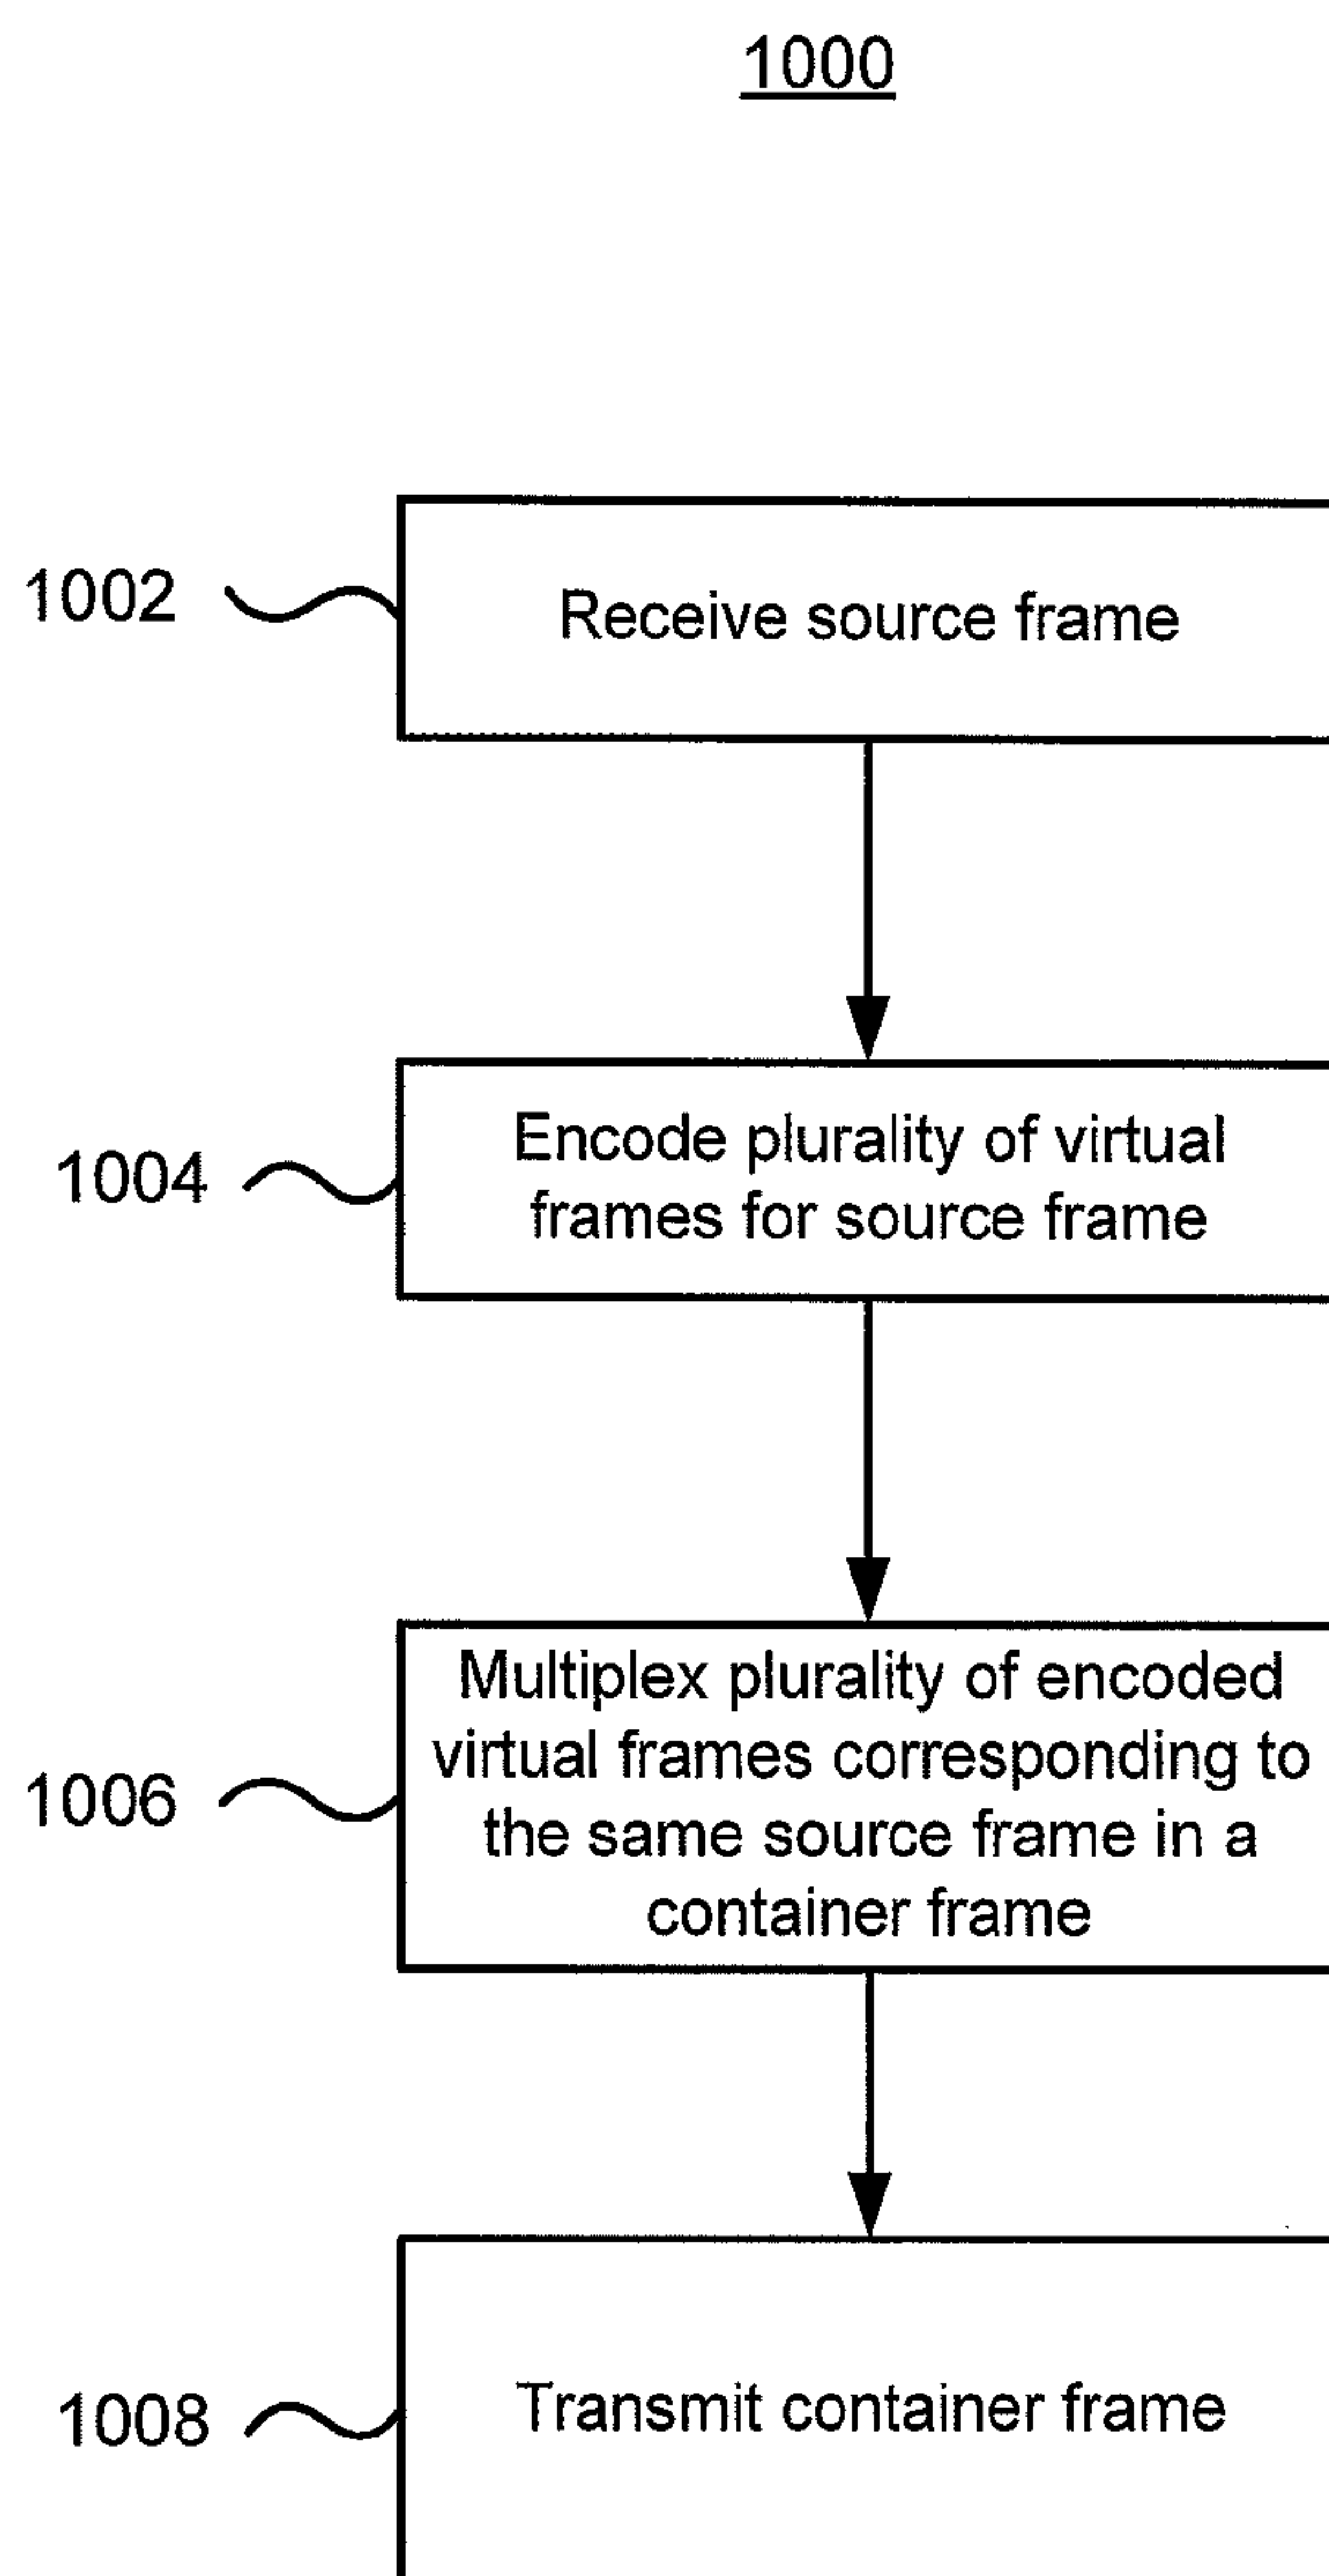 1000
1002
Receive source frame
1004
Encode plurality of virtual
frames for source frame
1006
Multiplex plurality of encoded
virtual frames corresponding to
the same source frame in a
container frame
1008
Transmit container frame